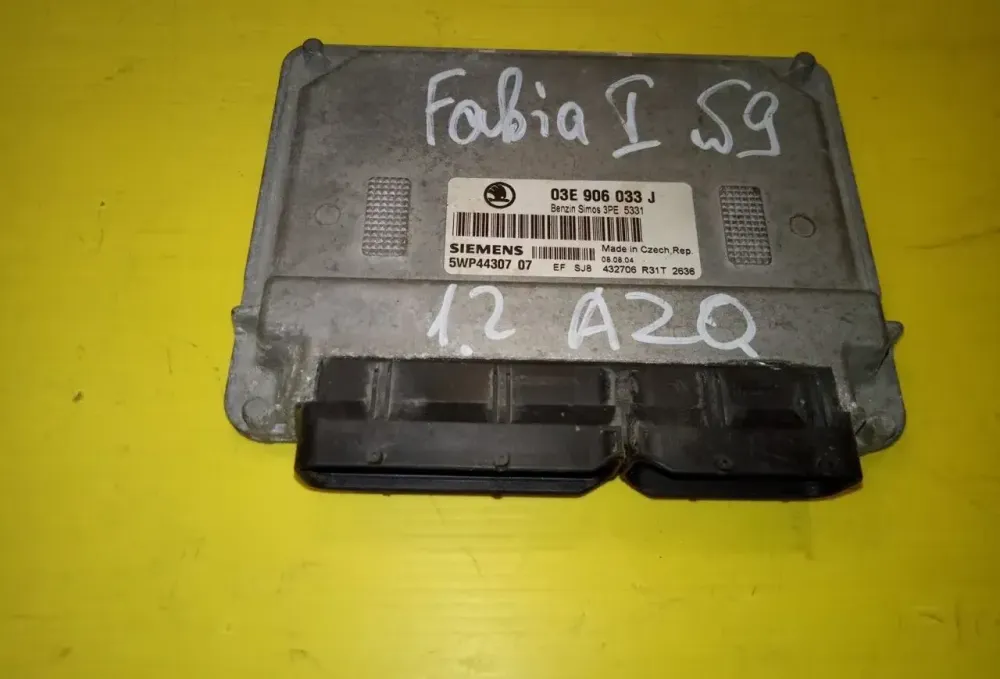 Fabia I S9
03E 906 033 J
Benzin Simos 3PE 5331
SIEMENS
Made in Czech.Rep.
5WP44307 07
08.08.04
EF SJ8 432706 R31T 2636
1.2 AZQ